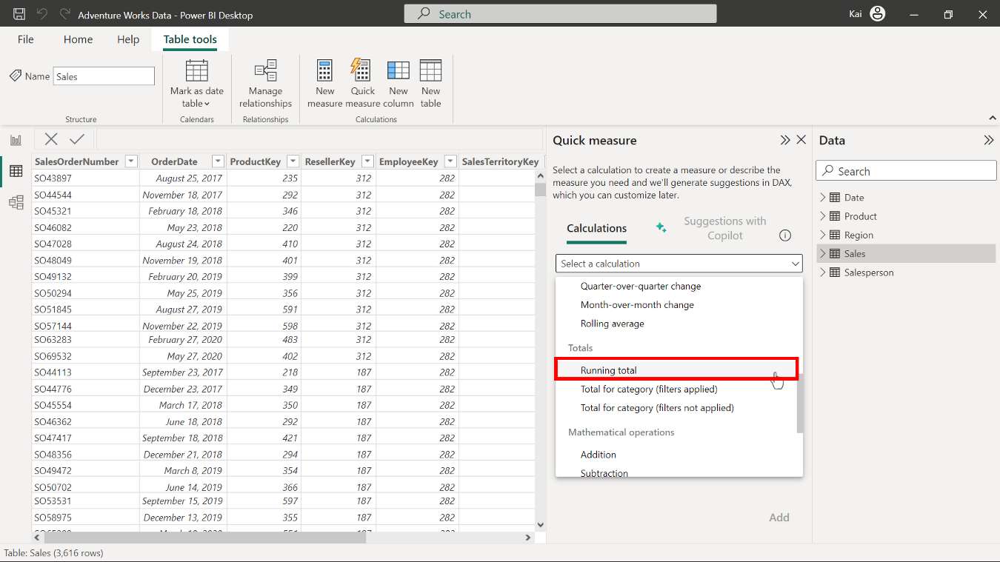 Adventure Works Data - Power BI Desktop
Search
Kai
File
Home
Help
Table tools
Name
Sales
Structure
Mark as date
table
Calendars
Manage
relationships
Relationships
New
measure
Quick
measure
New
column
New
table
Calculations
SalesOrderNumber OrderDate ProductKey ResellerKey EmployeeKey SalesTerritoryKey
SO43897 August 25, 2017 235 312 282
SO44544 November 18, 2017 292 312 282
SO45321 February 18, 2018 346 312 282
SO46082 May 23, 2018 220 312 282
SO47028 August 24, 2018 410 312 282
SO48049 November 19, 2018 401 312 282
SO49132 February 20, 2019 399 312 282
SO50294 May 25, 2019 356 312 282
SO51845 August 27, 2019 591 312 282
SO57144 November 22, 2019 598 312 282
SO63283 February 27, 2020 483 312 282
SO69532 May 27, 2020 402 312 282
SO44113 September 23, 2017 218 187 282
SO44776 December 23, 2017 349 187 282
SO45554 March 17, 2018 350 187 282
SO46362 June 18, 2018 292 187 282
SO47417 September 18, 2018 421 187 282
SO48356 December 21, 2018 294 187 282
SO49472 March 8, 2019 354 187 282
SO50702 June 14, 2019 366 187 282
SO53531 September 15, 2019 597 187 282
SO58975 December 13, 2019 355 187 282
Table: Sales (3,616 rows)
Quick measure
Select a calculation to create a measure or describe the
measure you need and we'll generate suggestions in DAX,
which you can customize later.
Calculations
Suggestions with
Copilot
Select a calculation
Quarter-over-quarter change
Month-over-month change
Rolling average
Totals
Running total
Total for category (filters applied)
Total for category (filters not applied)
Mathematical operations
Addition
Subtraction
Add
Data
Search
Date
Product
Region
Sales
Salesperson